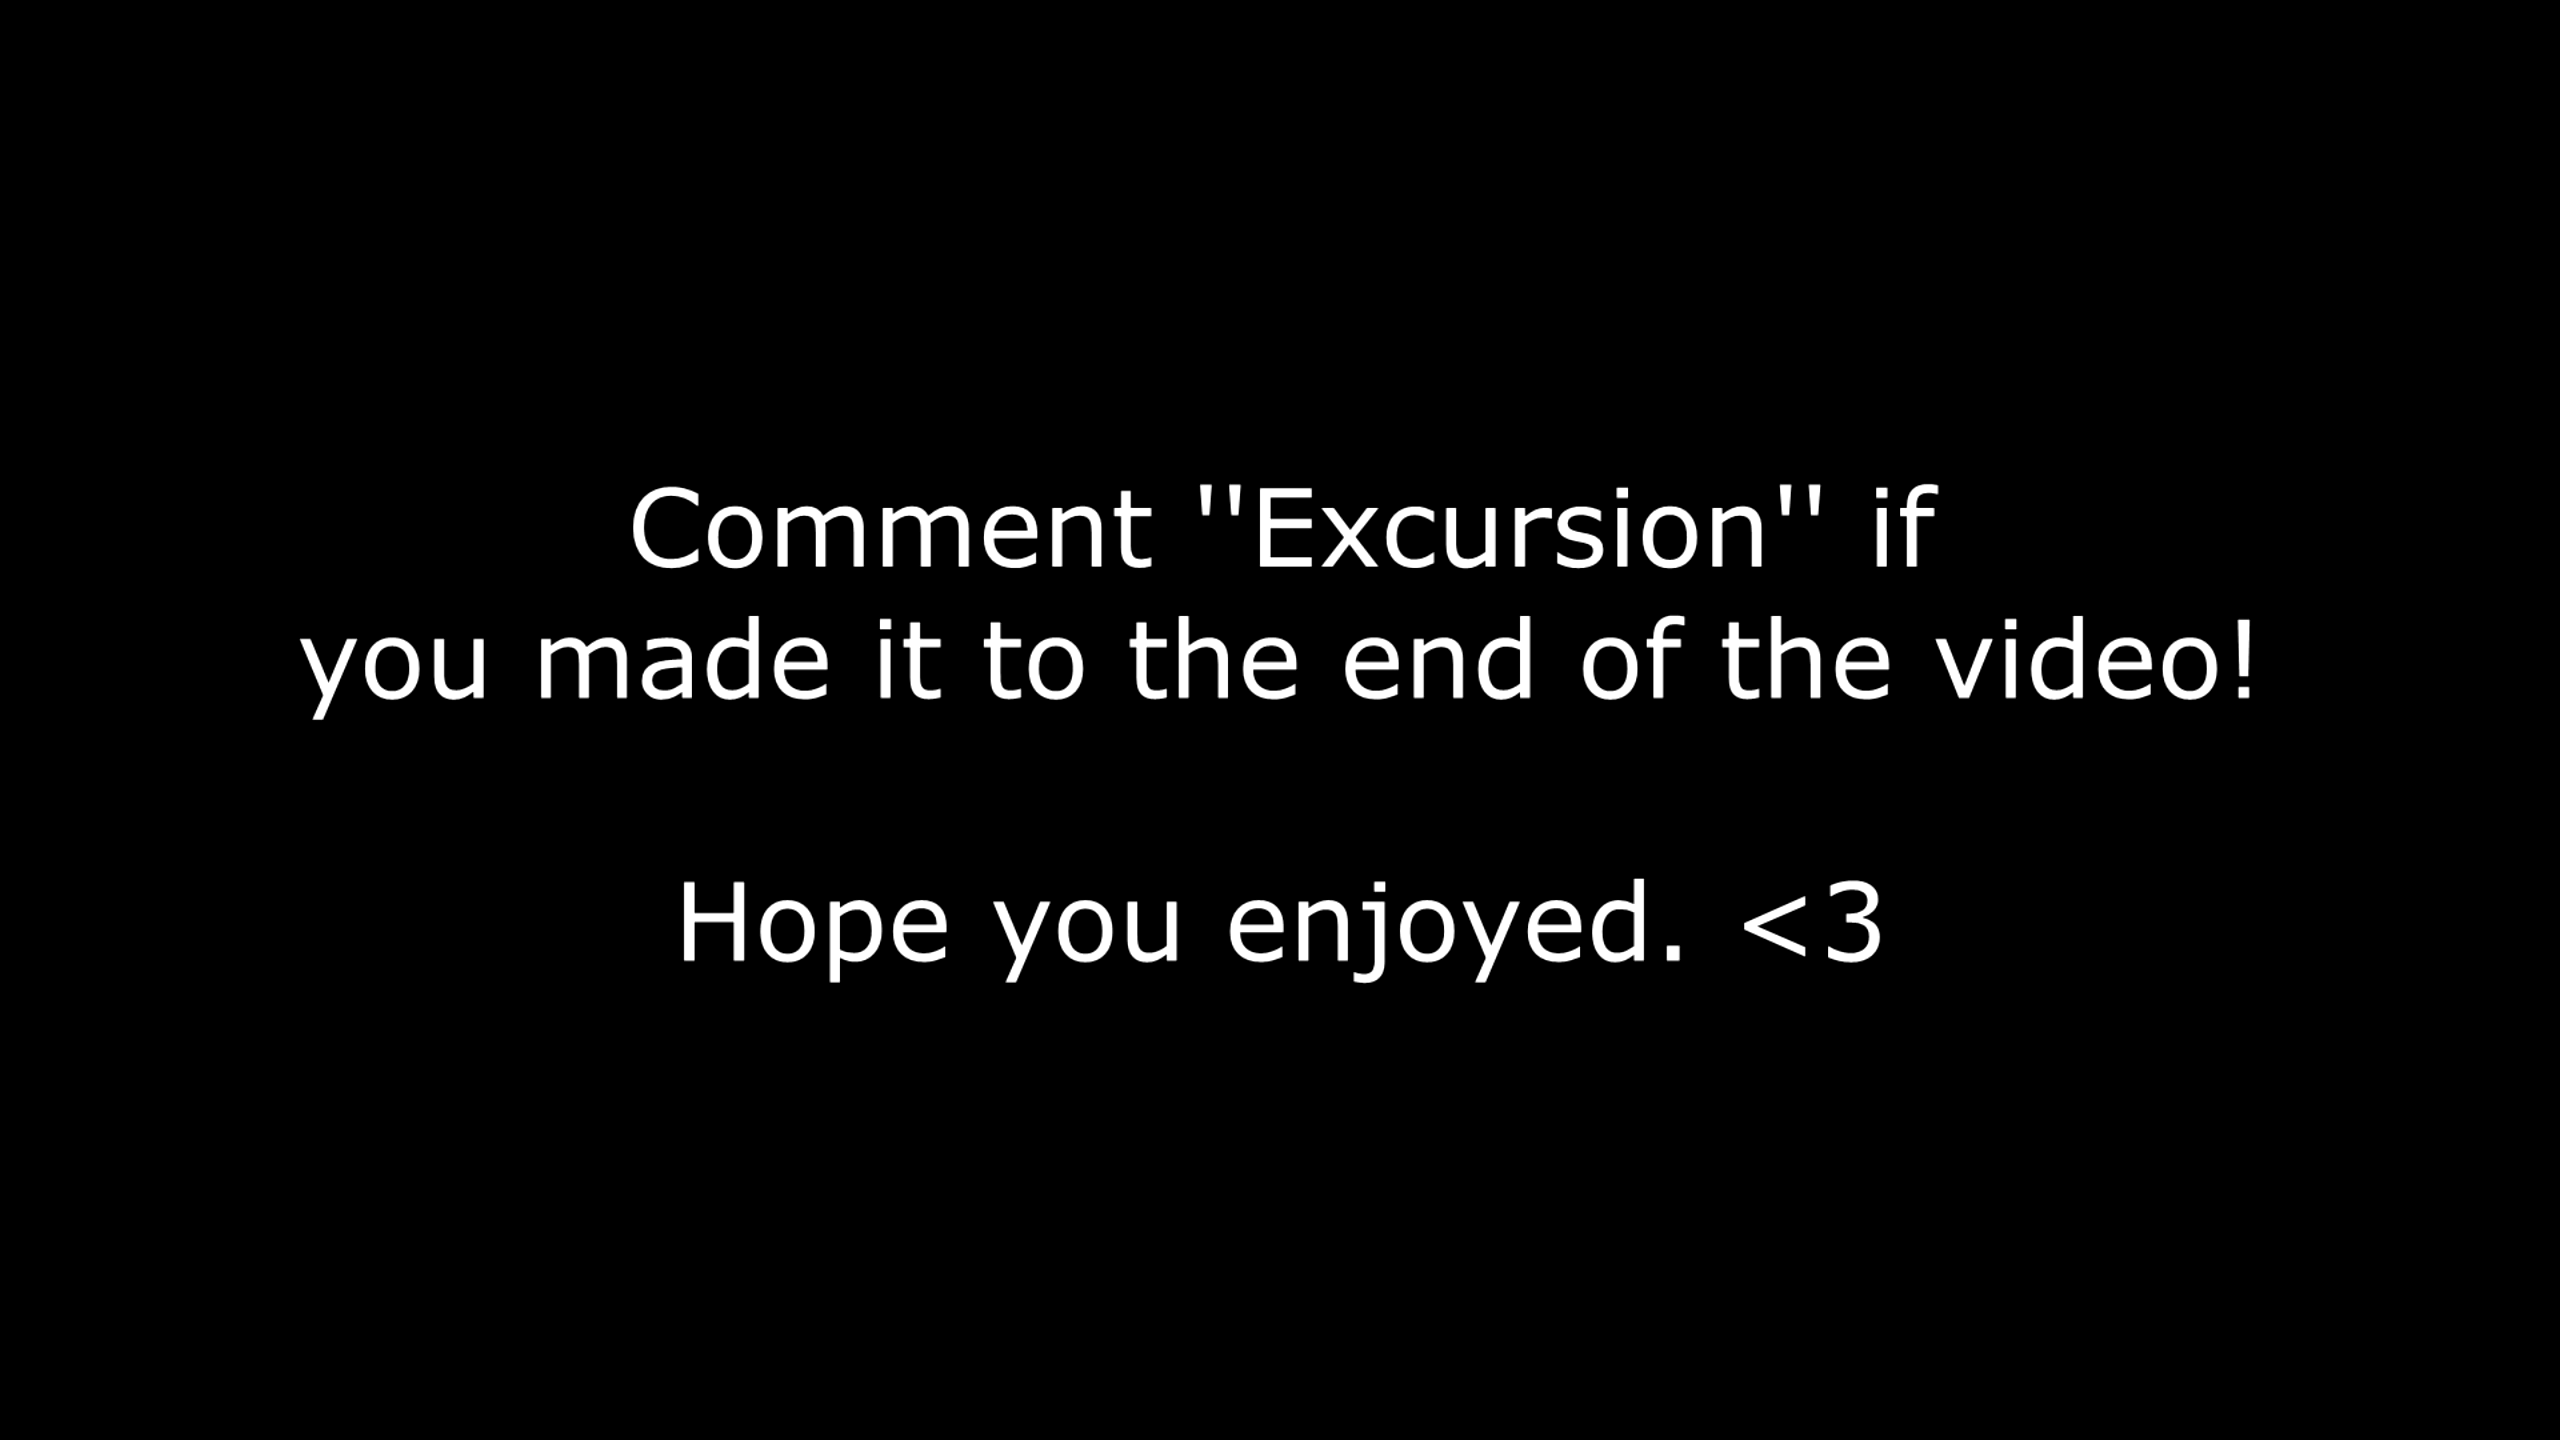 Comment ''Excursion'' if
you made it to the end of the video!
Hope you enjoyed. <3